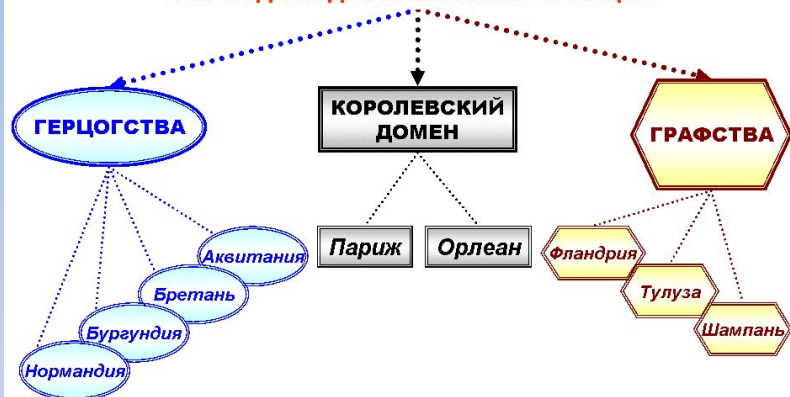 ГЕРЦОГСТВА
КОРОЛЕВСКИЙ
ДОМЕН
ГРАФСТВА
Париж
Орлеан
Аквитания
Бретань
Бургундия
Нормандия
Фландрия
Тулуза
Шампань